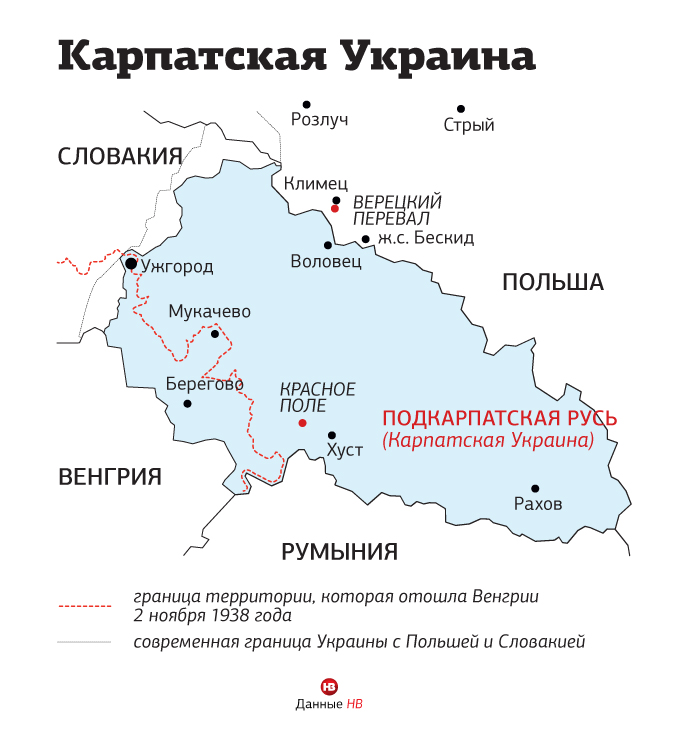 Карпатская Украина
Розлуч
Стрый
СЛОВАКИЯ
Климец
ВЕРЕЦКИЙ
ПЕРЕВАЛ
ж.с. Бескид
Воловец
Ужгород
ПОЛЬША
Мукачево
Берегово
КРАСНОЕ
ПОЛЕ
ПОДКАРПАТСКАЯ РУСЬ
(Карпатская Украина)
Хуст
ВЕНГРИЯ
Рахов
РУМЫНИЯ
граница территории, которая отошла Венгрии
2 ноября 1938 года
современная граница Украины с Польшей и Словакией
НВ
Данные НВ